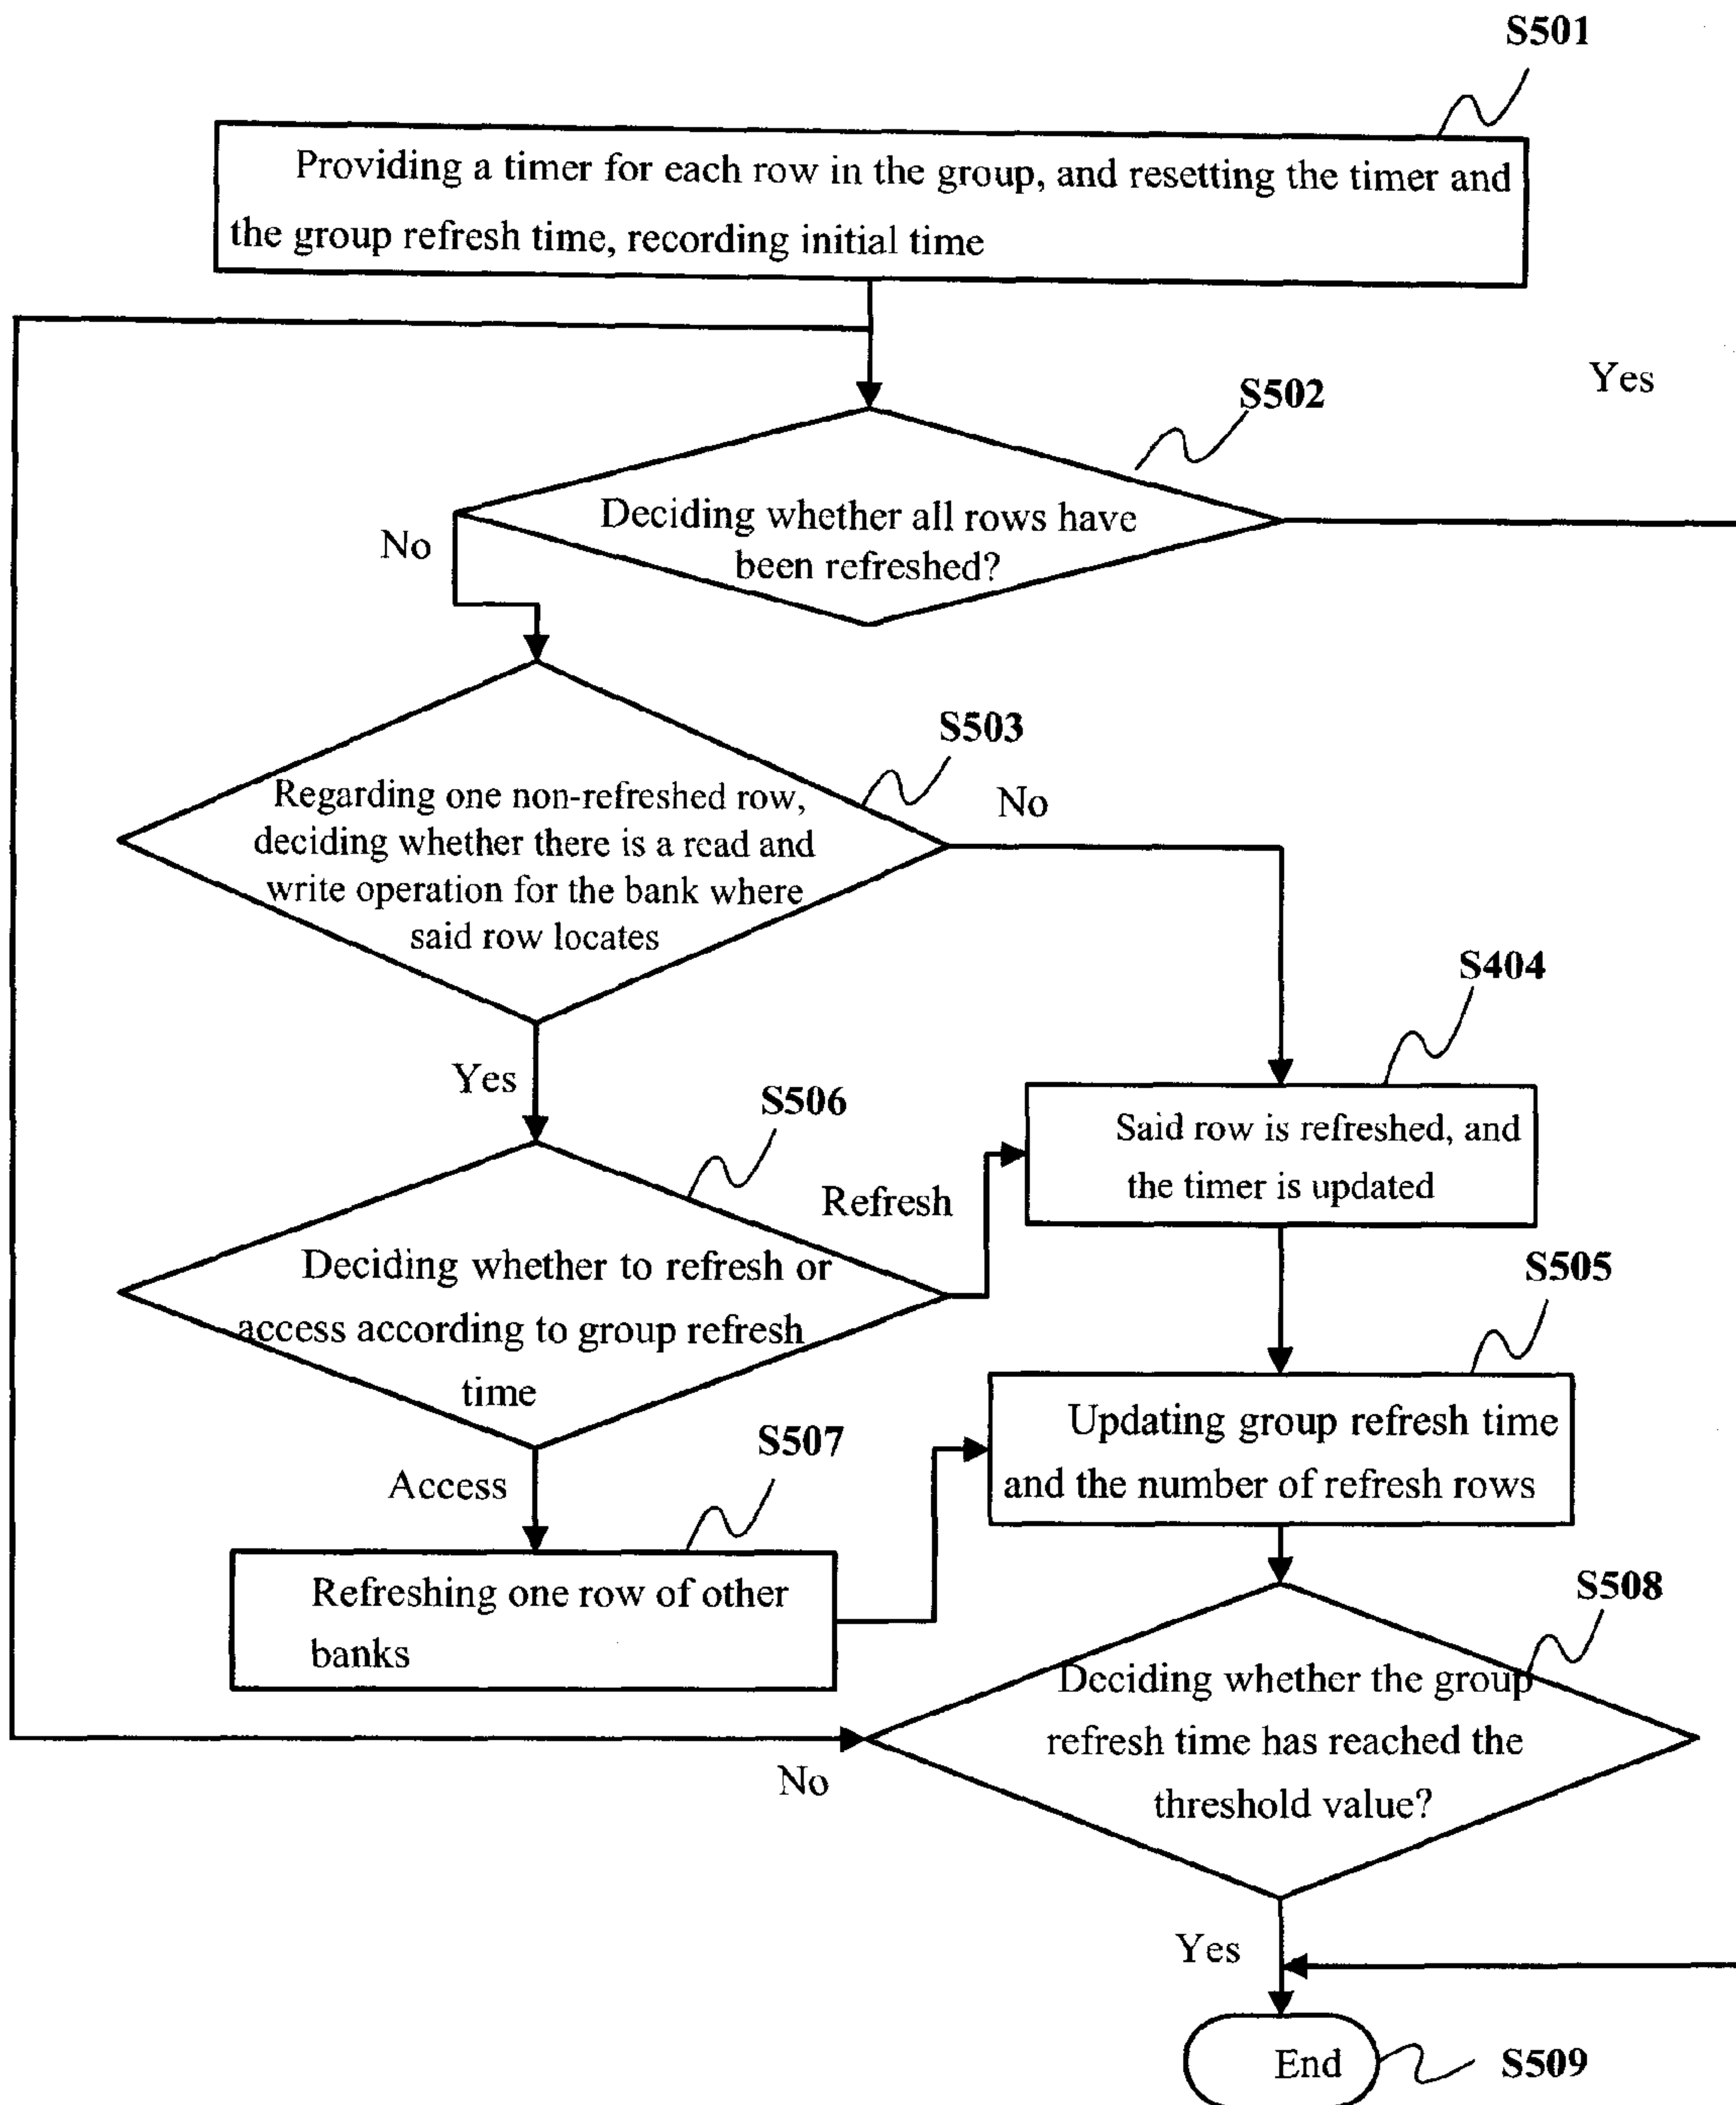 S501
Providing a timer for each row in the group, and resetting the timer and
the group refresh time, recording initial time
Yes
S502
Deciding whether all rows have
been refreshed?
No
S503
Regarding one non-refreshed row,
deciding whether there is a read and
write operation for the bank where
said row locates
No
S404
Yes
S506
Said row is refreshed, and
the timer is updated
Refresh
Deciding whether to refresh or
access according to group refresh
time
S505
Updating group refresh time
and the number of refresh rows
S507
Access
Refreshing one row of other
banks
S508
Deciding whether the group
refresh time has reached the
threshold value?
No
Yes
End
S509